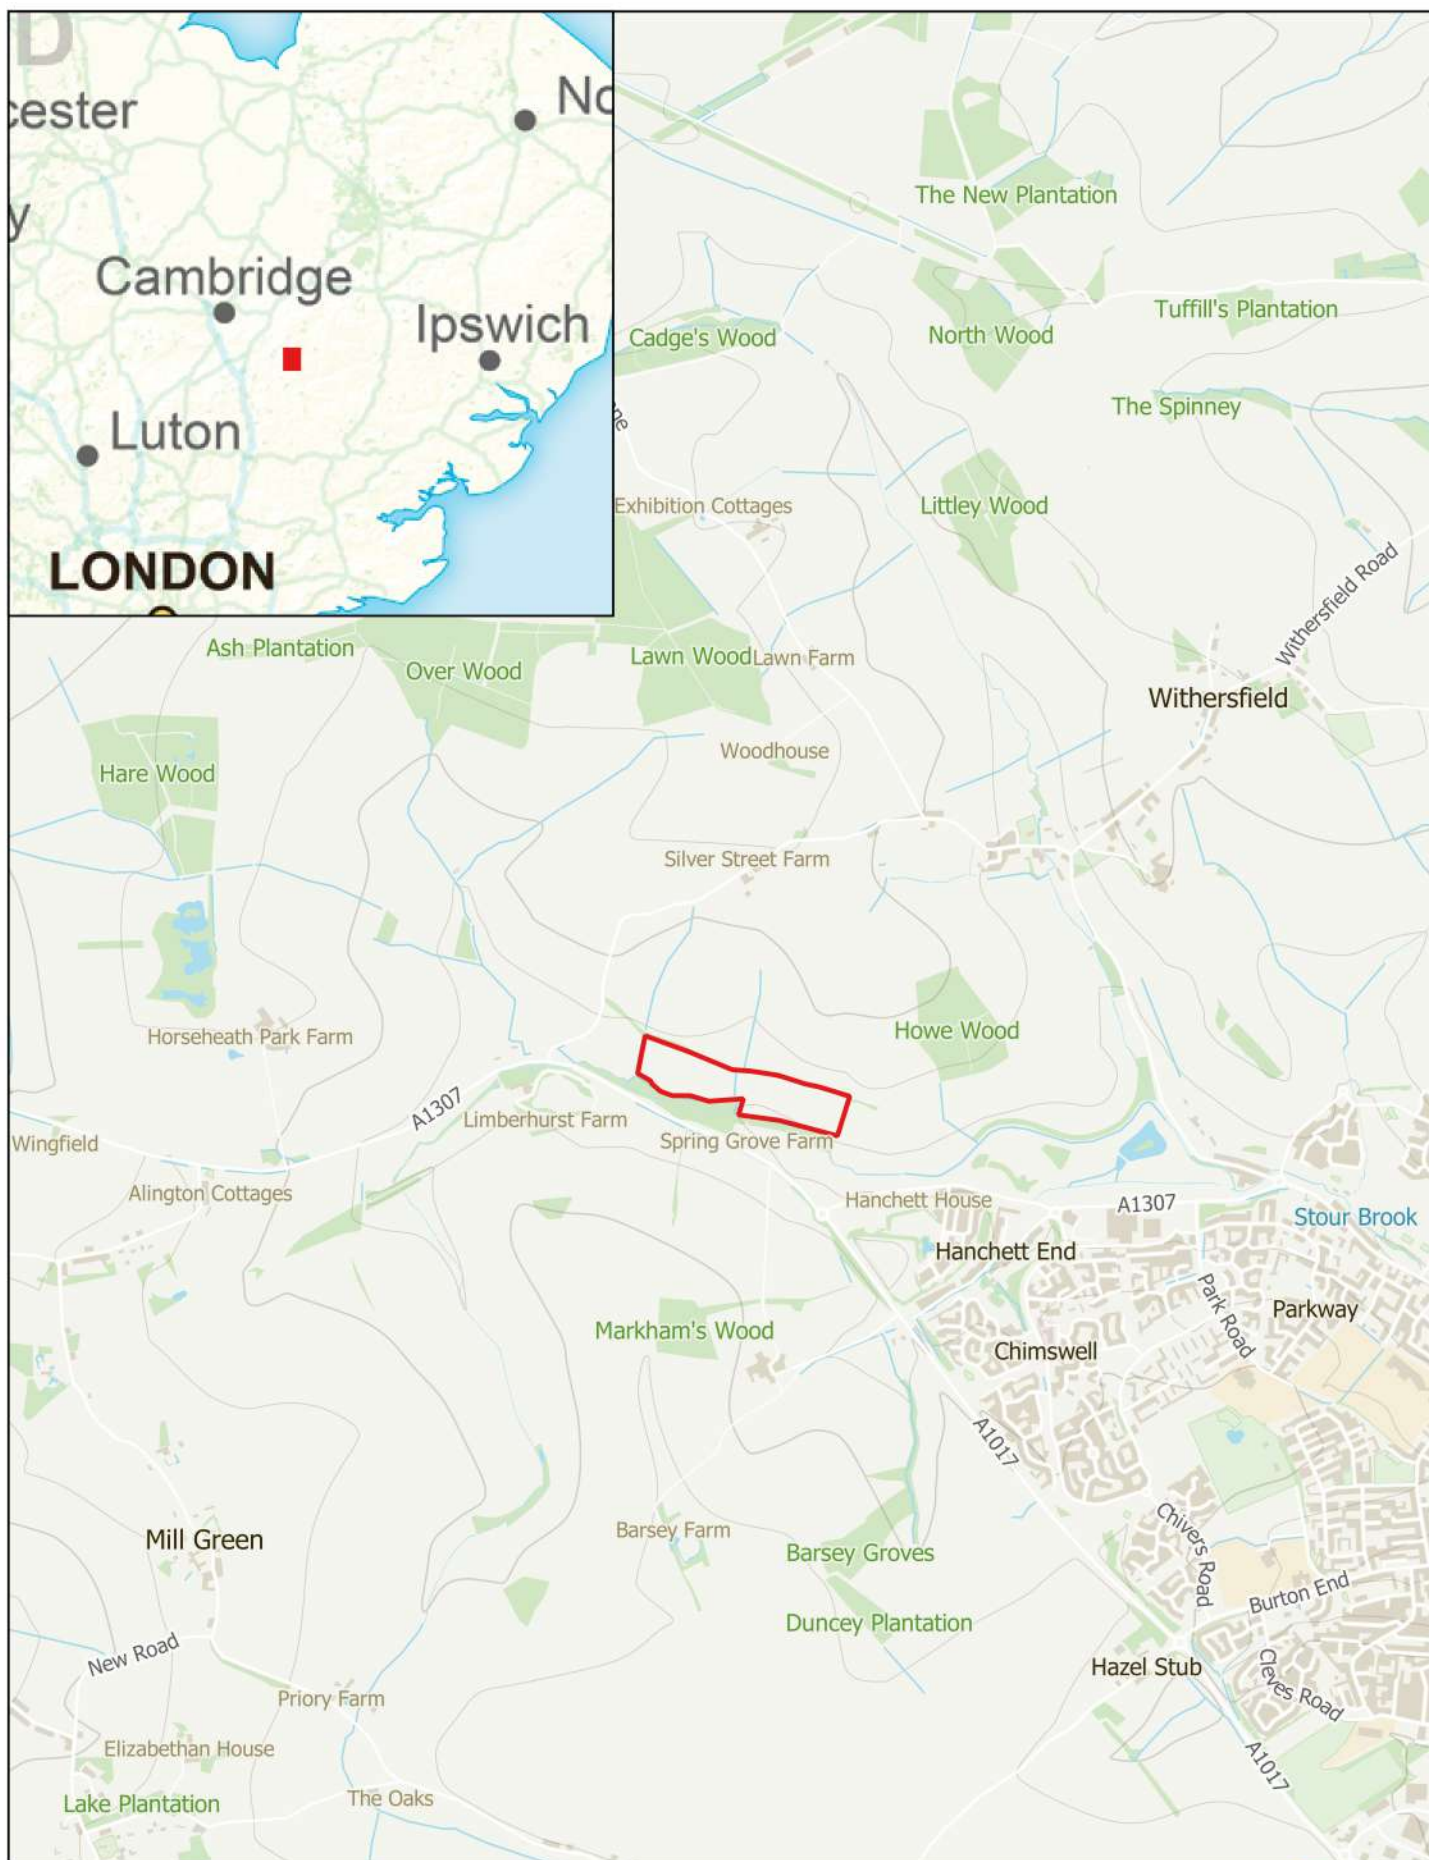 D
cester
No
y
Cambridge
Ipswich
Luton
LONDON
The New Plantation
Tuffill's Plantation
Cadge's Wood
North Wood
The Spinney
Exhibition Cottages
Littley Wood
Withersfield Road
Ash Plantation
Over Wood
Lawn Wood
Lawn Farm
Withersfield
Woodhouse
Hare Wood
Silver Street Farm
Horseheath Park Farm
Howe Wood
A1307
Limberhurst Farm
Wingfield
Spring Grove Farm
Alington Cottages
Hanchett House
A1307
Stour Brook
Hanchett End
Park Road
Parkway
Markham's Wood
Chimswell
A1017
Mill Green
Barsey Farm
Chivers Road
Barsey Groves
Burton End
Duncey Plantation
New Road
Hazel Stub
Cleves Road
Priory Farm
Elizabethan House
A1017
Lake Plantation
The Oaks